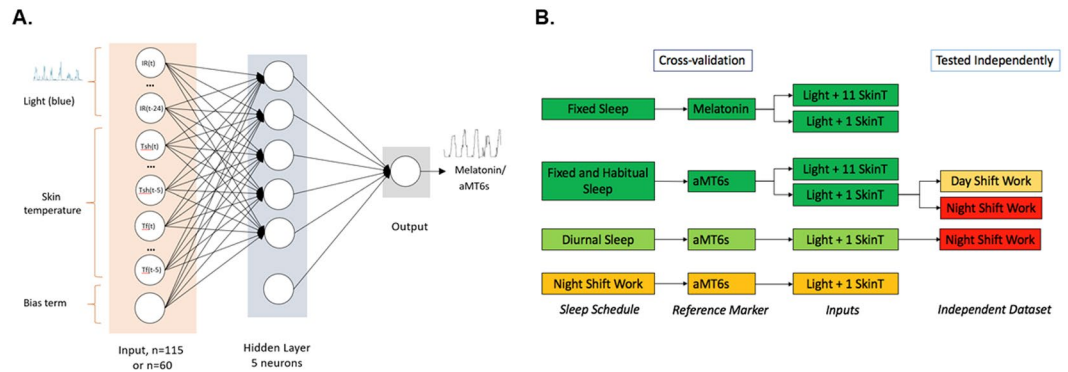 A.
IR(t)
...
Light (blue)
IR(t-24)
Tsh(t)
...
Skin
temperature
Tsh(t-5)
Tf(t)
...
Tf(t-5)
Bias term
Input, n=115
or n=60
Hidden Layer
5 neurons
Melatonin/
aMT6s
Output
B.
Cross-validation
Tested Independently
Fixed Sleep
Melatonin
Light + 11 SkinT
Light + 1 SkinT
Fixed and Habitual
Sleep
aMT6s
Light + 11 SkinT
Light + 1 SkinT
Day Shift Work
Night Shift Work
Diurnal Sleep
aMT6s
Light + 1 SkinT
Night Shift Work
Night Shift Work
aMT6s
Light + 1 SkinT
Sleep Schedule
Reference Marker
Inputs
Independent Dataset